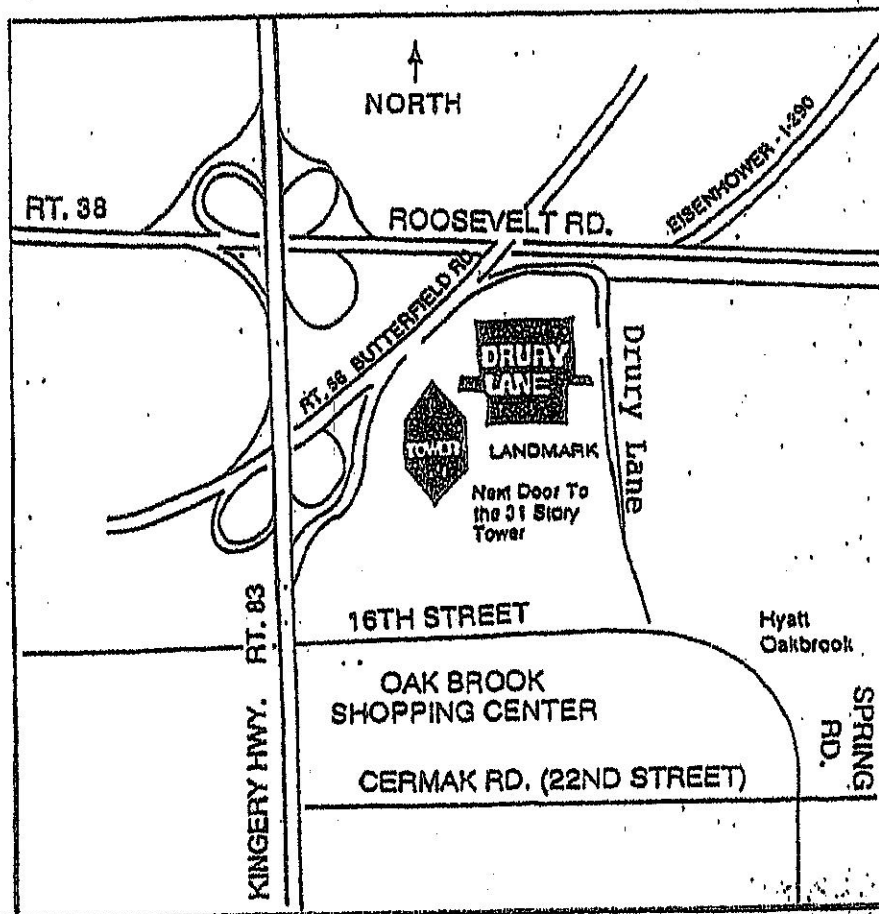 NORTH
RT. 38
ROOSEVELT RD.
EISENHOWER - I-290
RT. 56 BUTTERFIELD RD.
DRURY
LANE
TOWER
LANDMARK
Next Door To
the 31 Story
Tower
Drury Lane
16TH STREET
Hyatt
Oakbrook
OAK BROOK
SHOPPING CENTER
SPRING
RD.
CERMAK RD. (22ND STREET)
KINGERY HWY. RT. 83